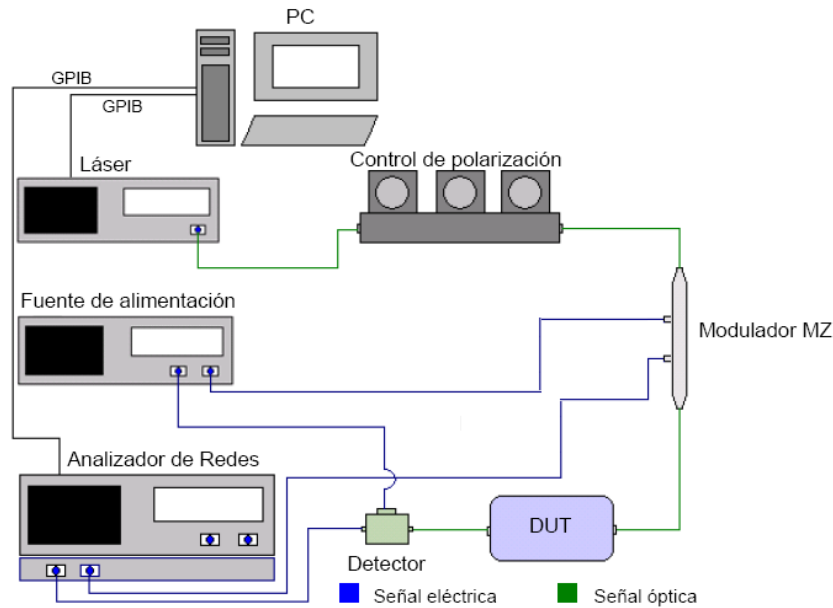 PC
GPIB
GPIB
Láser
Control de polarización
Fuente de alimentación
Modulador MZ
Analizador de Redes
DUT
Detector
Señal eléctrica
Señal óptica